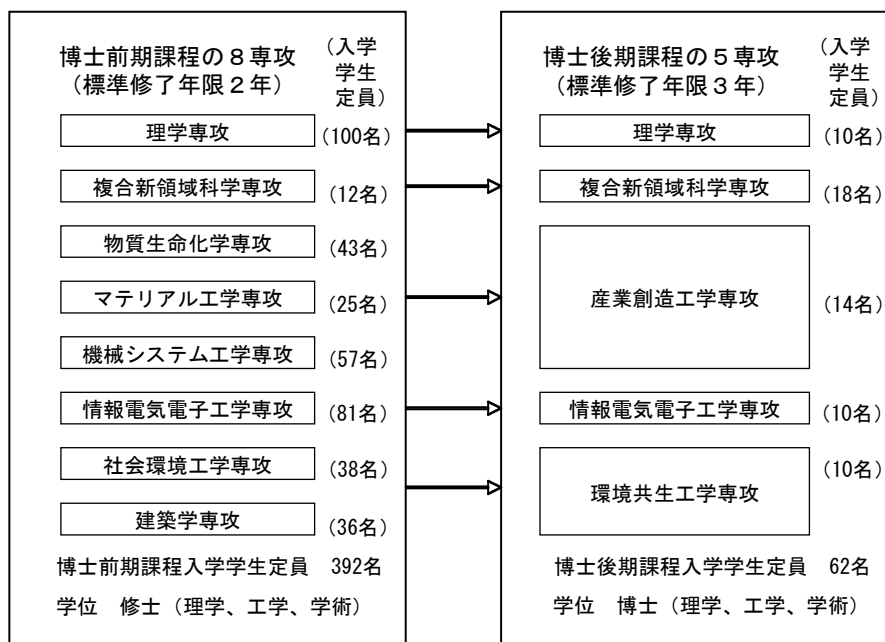 博士前期課程の８専攻
（標準修了年限２年）
（入学
学生
定員）
理学専攻
（100名）
複合新領域科学専攻
（12名）
物質生命化学専攻
（43名）
マテリアル工学専攻
（25名）
機械システム工学専攻
（57名）
情報電気電子工学専攻
（81名）
社会環境工学専攻
（38名）
建築学専攻
（36名）
博士前期課程入学学生定員　392名
学位　修士（理学、工学、学術）
博士後期課程の５専攻
（標準修了年限３年）
（入学
学生
定員）
理学専攻
（10名）
複合新領域科学専攻
（18名）
産業創造工学専攻
（14名）
情報電気電子工学専攻
（10名）
環境共生工学専攻
（10名）
博士後期課程入学学生定員　62名
学位　博士（理学、工学、学術）